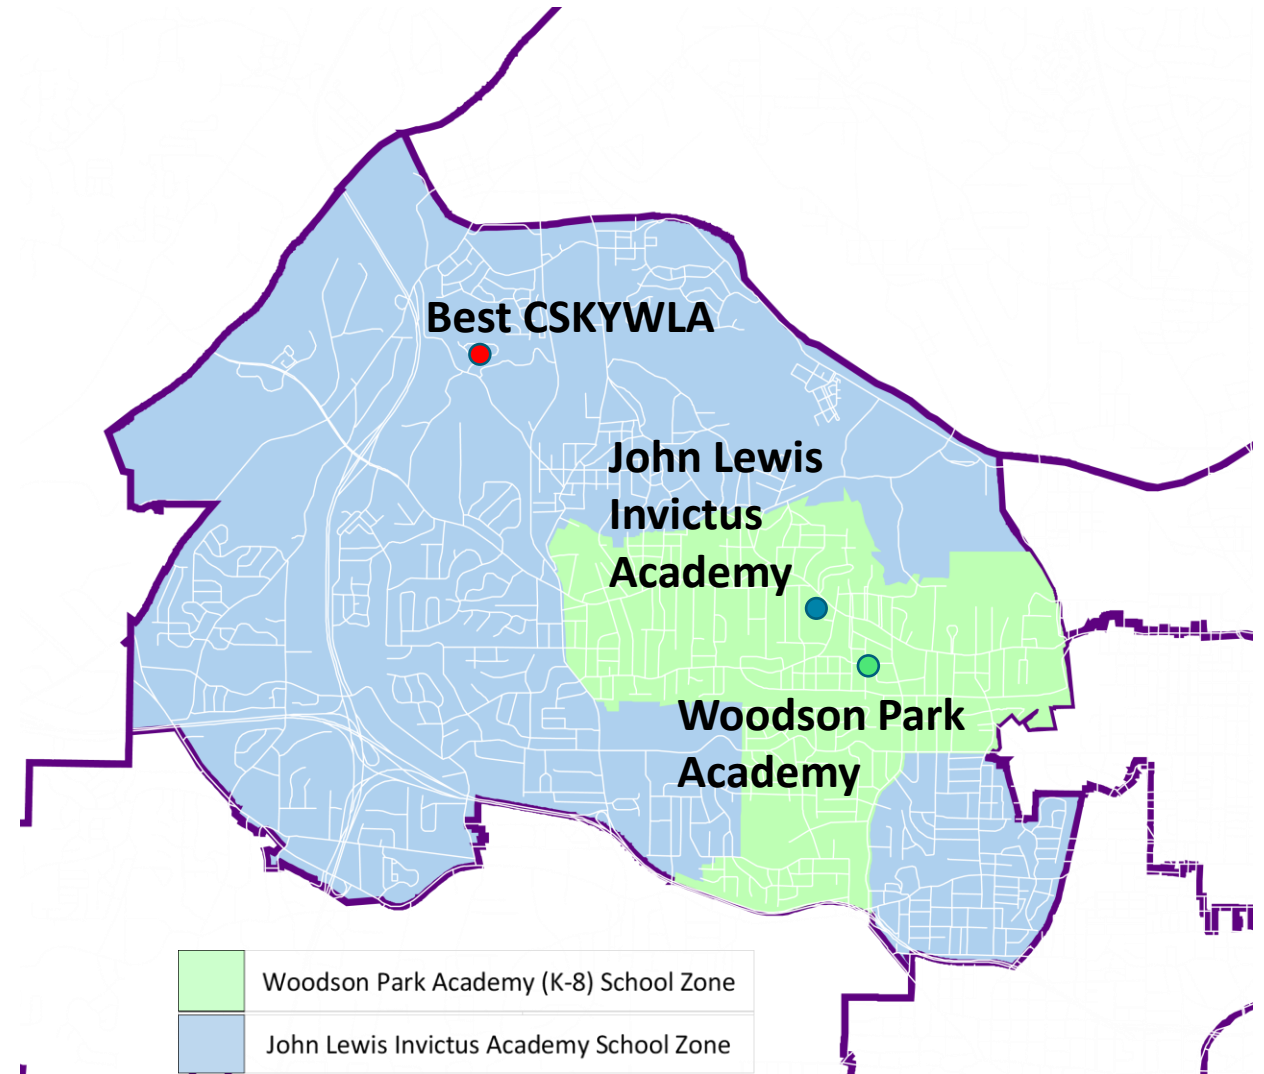 Best CSKYWLA
John Lewis
Invictus
Academy
Woodson Park
Academy
Woodson Park Academy (K-8) School Zone
John Lewis Invictus Academy School Zone